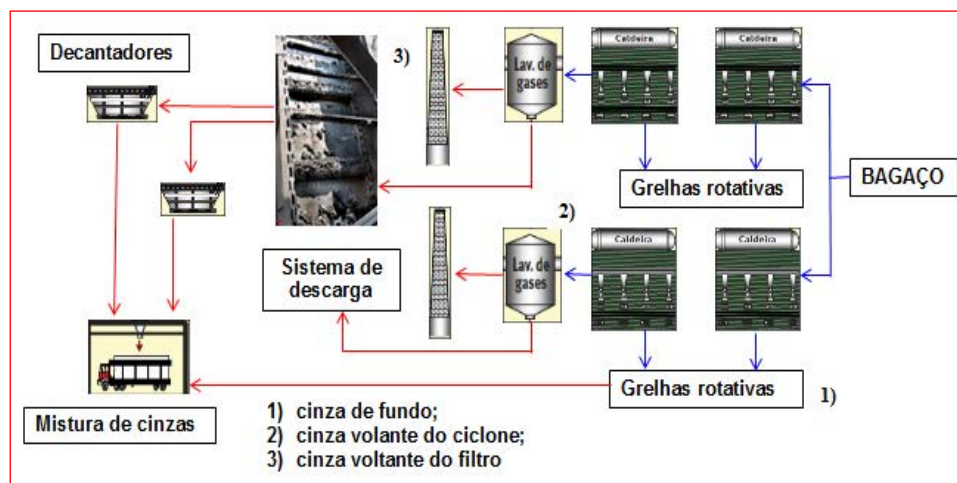 Decantadores
3)
Lav. de
gases
Caldeira
Caldeira
Grelhas rotativas
BAGAÇO
2)
Sistema de
descarga
Lav. de
gases
Caldeira
Caldeira
Grelhas rotativas
1)
Mistura de cinzas
1) cinza de fundo;
2) cinza volante do ciclone;
3) cinza voltante do filtro